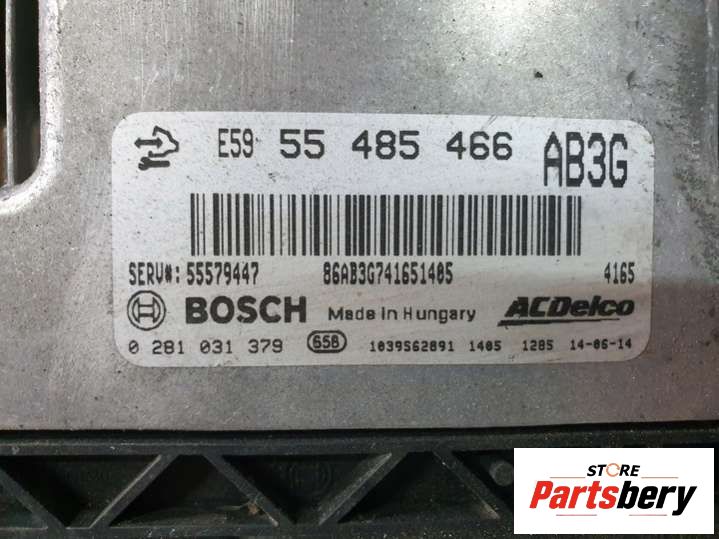 E59 55 485 466 AB3G
SERV#: 55579447 86AB3G741651405 4165
BOSCH Made in Hungary ACDelco
0 281 031 379 658 1039S62891 1405 1285 14-06-14
STORE
Partsbery